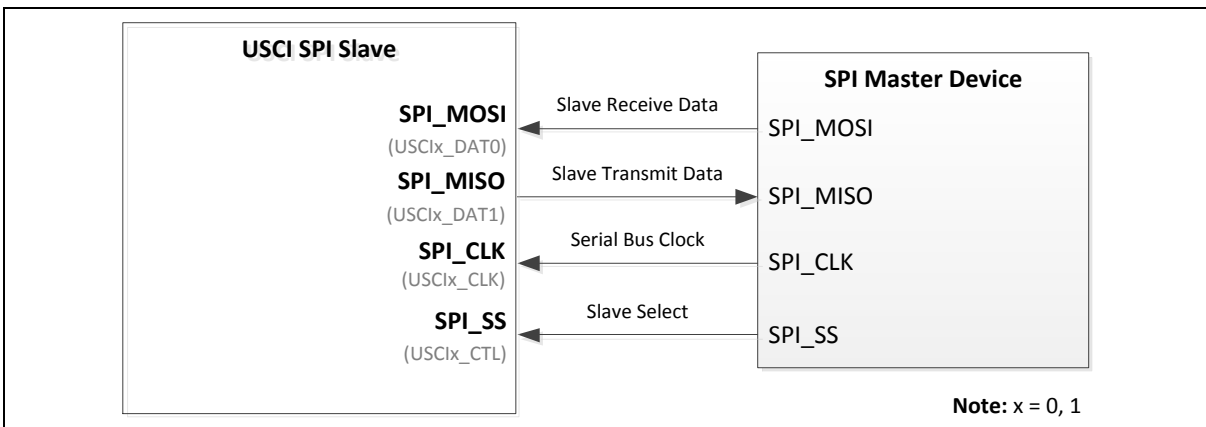 USCI SPI Slave
SPI_MOSI
(USCIx_DAT0)
SPI_MISO
(USCIx_DAT1)
SPI_CLK
(USCIx_CLK)
SPI_SS
(USCIx_CTL)
Slave Receive Data
Slave Transmit Data
Serial Bus Clock
Slave Select
SPI Master Device
SPI_MOSI
SPI_MISO
SPI_CLK
SPI_SS
Note: x = 0, 1